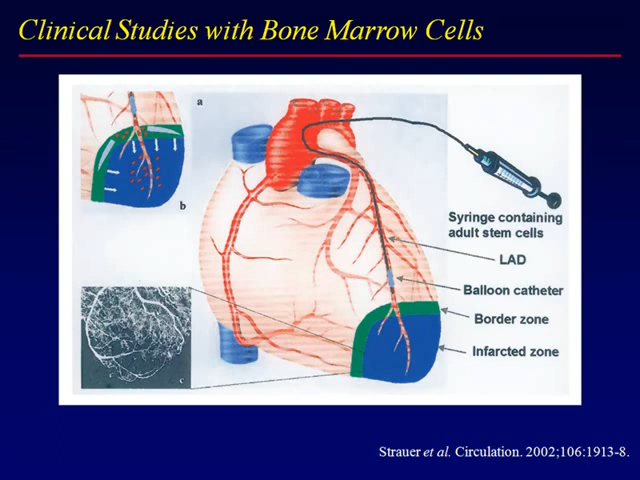 Clinical Studies with Bone Marrow Cells
a
b
Syringe containing
adult stem cells
LAD
Balloon catheter
Border zone
Infarcted zone
c
Strauer et al. Circulation. 2002;106:1913-8.